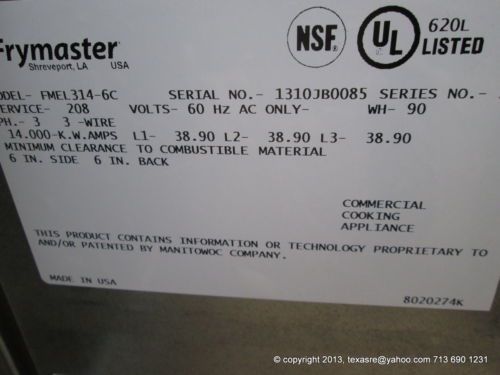 Frymaster
Shreveport, LA USA
NSF
UL 620L
LISTED
ODEL- FMEL314-6C SERIAL NO.- 1310JB0085 SERIES NO.-
ERVICE- 208 VOLTS- 60 Hz AC ONLY- WH- 90
PH.- 3 3 -WIRE
14.000-K.W.AMPS L1- 38.90 L2- 38.90 L3- 38.90
MINIMUM CLEARANCE TO COMBUSTIBLE MATERIAL
6 IN. SIDE 6 IN. BACK
COMMERCIAL
COOKING
APPLIANCE
THIS PRODUCT CONTAINS INFORMATION OR TECHNOLOGY PROPRIETARY TO
AND/OR PATENTED BY MANITOWOC COMPANY.
MADE IN USA
8020274K
© copyright 2013, texasre@yahoo.com 713 690 1231